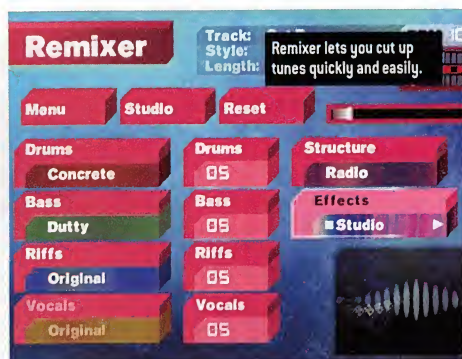 Remixer
Track:
Style:
Length:
Remixer lets you cut up
tunes quickly and easily.
Menu
Studio
Reset
Drums
Concrete
Drums
05
Structure
Radio
Bass
Dutty
Bass
05
Effects
Studio
Riffs
Original
Riffs
05
Vocals
Original
Vocals
05